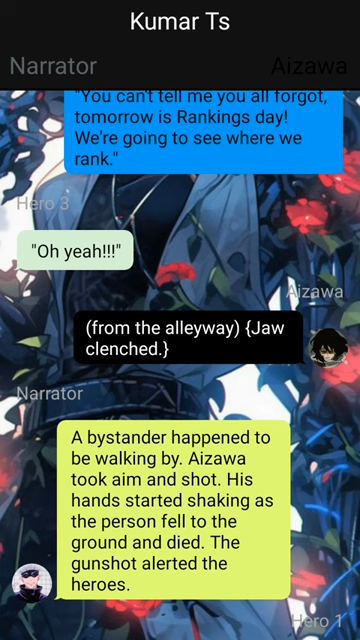 Kumar Ts
Narrator
Aizawa
"You can't tell me you all forgot,
tomorrow is Rankings day!
We're going to see where we
rank."
Hero 3
"Oh yeah!!!"
Aizawa
(from the alleyway) {Jaw
clenched.}
Narrator
A bystander happened to
be walking by. Aizawa
took aim and shot. His
hands started shaking as
the person fell to the
ground and died. The
gunshot alerted the
heroes.
Hero 1